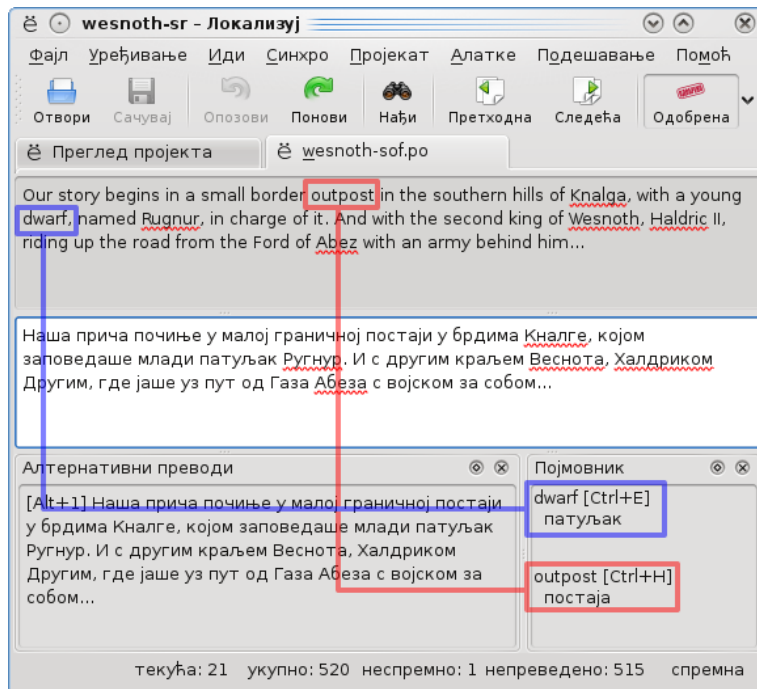 ё wesnoth-sr – Локализуј
Фајл Уређивање Иди Синхро Пројекат Алатке Подешавање Помоћ
Отвори Сачувај Опозови Понови Нађи Претходна Следећа Одобрена
ё Преглед пројекта ё wesnoth-sof.po
Our story begins in a small border outpost in the southern hills of Knalga, with a young
dwarf, named Rugnur, in charge of it. And with the second king of Wesnoth, Haldric II,
riding up the road from the Ford of Abez with an army behind him...
Наша прича почиње у малој граничној постаји у брдима Кналге, којом
заповедаше млади патуљак Ругнур. И с другим краљем Веснота, Халдриком
Другим, где јаше уз пут од Газа Абеза с војском за собом...
Алтернативни преводи
[Alt+1] Наша прича почиње у малој граничној постаји
у брдима Кналге, којом заповедаше млади патуљак
Ругнур. И с другим краљем Веснота, Халдриком
Другим, где јаше уз пут од Газа Абеза с војском за
собом...
Појмовник
dwarf [Ctrl+E]
патуљак
outpost [Ctrl+H]
постаја
текућа: 21 укупно: 520 неспремно: 1 непреведено: 515 спремна